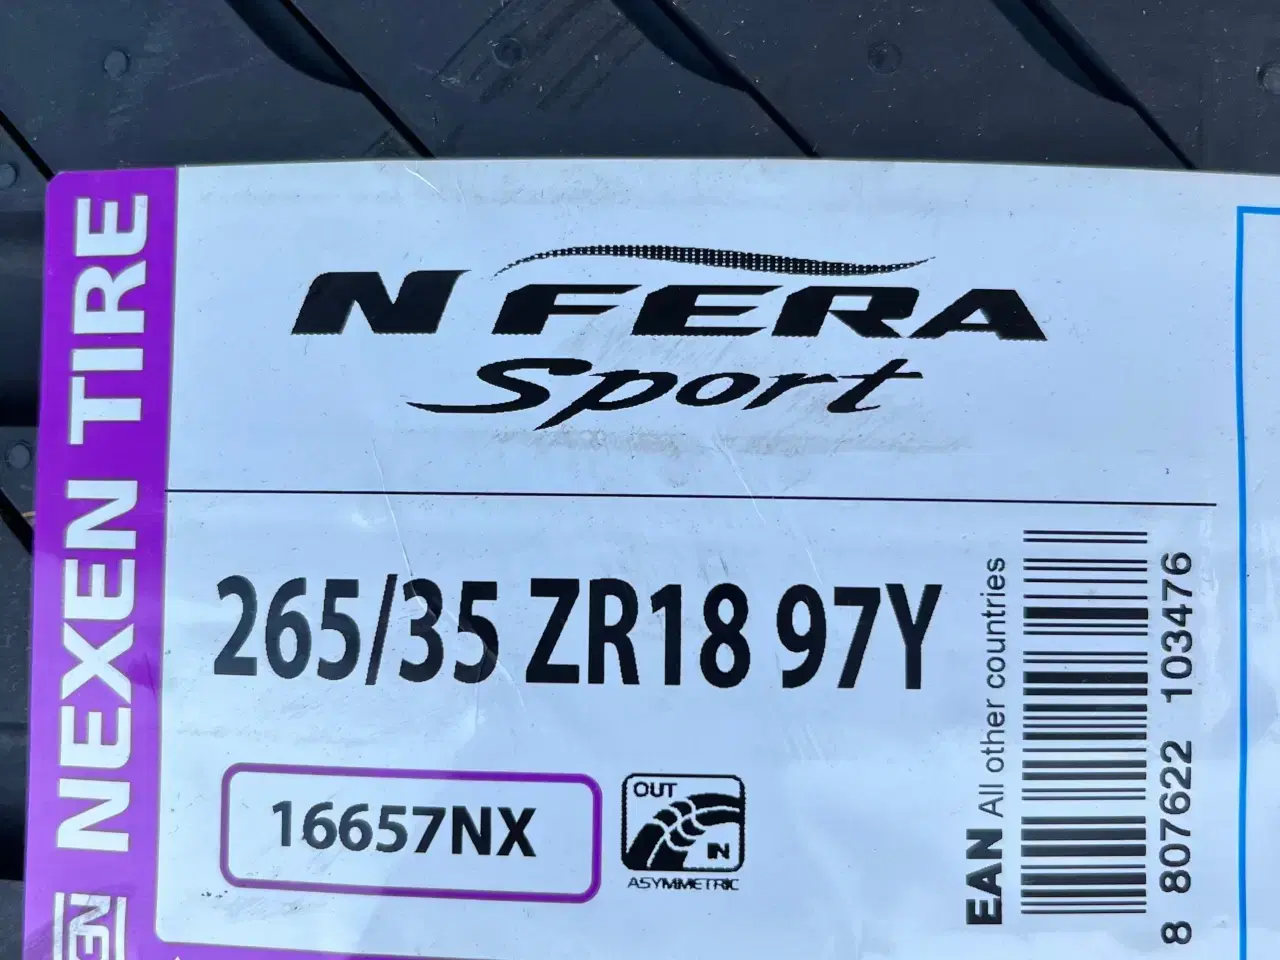 NEXEN TIRE
N FERA
Sport
265/35 ZR18 97Y
16657NX
OUT
IN
ASYMMETRIC
EAN All other countries
8 807622 103476